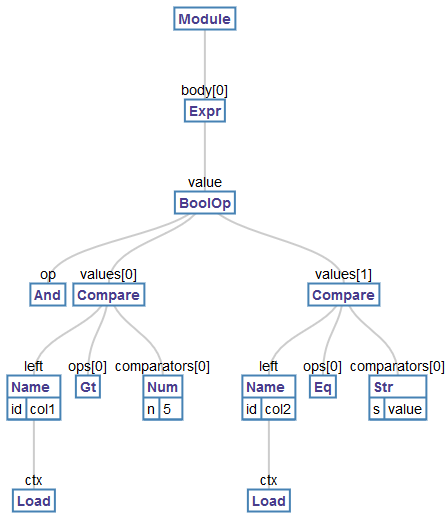 Module
body[0]
Expr
value
BoolOp
op values[0] values[1]
And Compare Compare
left ops[0] comparators[0] left ops[0] comparators[0]
Name Gt Num Name Eq Str
id col1 n 5 id col2 s value
ctx ctx
Load Load